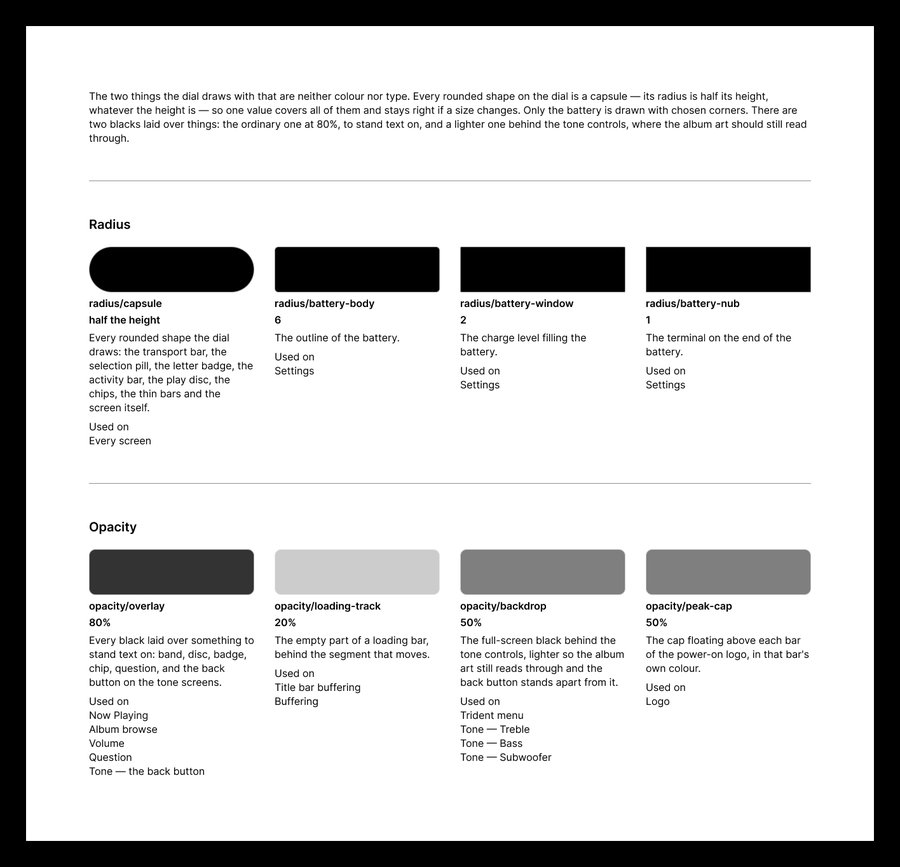 The two things the dial draws with that are neither colour nor type. Every rounded shape on the dial is a capsule — its radius is half its height,
whatever the height is — so one value covers all of them and stays right if a size changes. Only the battery is drawn with chosen corners. There are
two blacks laid over things: the ordinary one at 80%, to stand text on, and a lighter one behind the tone controls, where the album art should still read
through.
Radius
radius/capsule
half the height
Every rounded shape the dial
draws: the transport bar, the
selection pill, the letter badge, the
activity bar, the play disc, the
chips, the thin bars and the
screen itself.
Used on
Every screen
radius/battery-body
6
The outline of the battery.
Used on
Settings
radius/battery-window
2
The charge level filling the
battery.
Used on
Settings
radius/battery-nub
1
The terminal on the end of the
battery.
Used on
Settings
Opacity
opacity/overlay
80%
Every black laid over something to
stand text on: band, disc, badge,
chip, question, and the back
button on the tone screens.
Used on
Now Playing
Album browse
Volume
Question
Tone — the back button
opacity/loading-track
20%
The empty part of a loading bar,
behind the segment that moves.
Used on
Title bar buffering
Buffering
opacity/backdrop
50%
The full-screen black behind the
tone controls, lighter so the album
art still reads through and the
back button stands apart from it.
Used on
Trident menu
Tone — Treble
Tone — Bass
Tone — Subwoofer
opacity/peak-cap
50%
The cap floating above each bar
of the power-on logo, in that bar's
own colour.
Used on
Logo